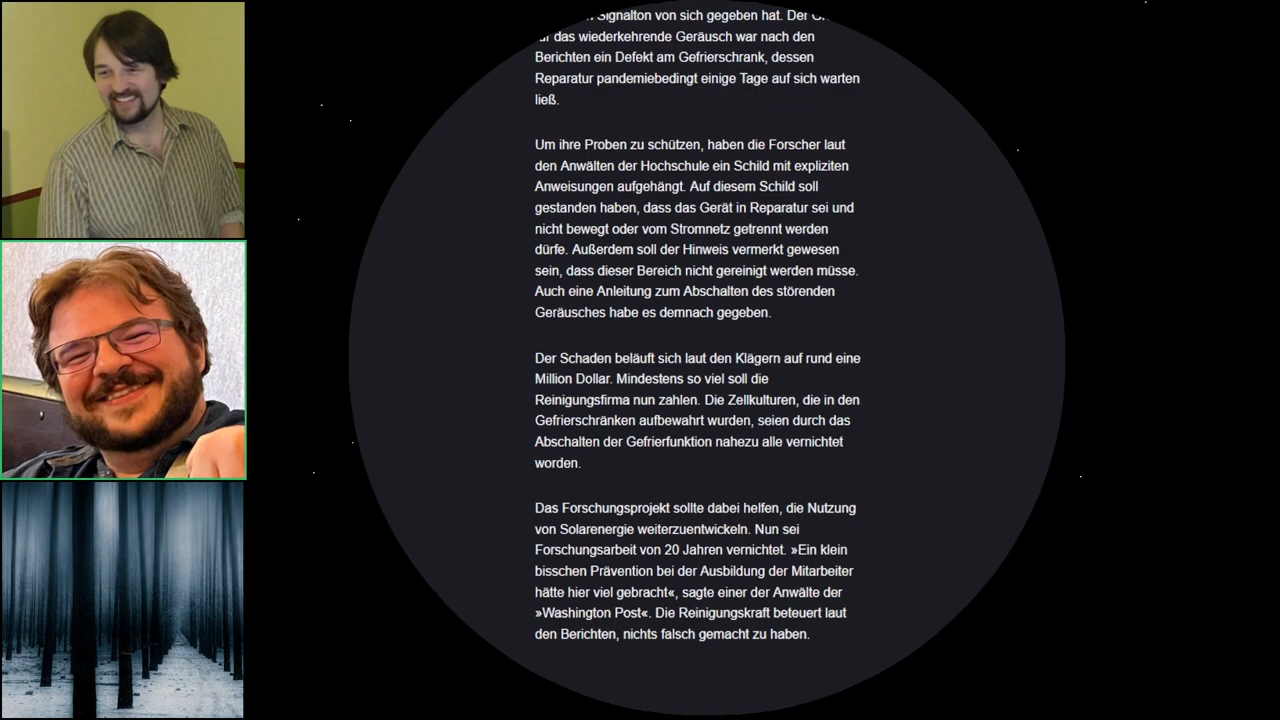 Signalton von sich gegeben hat. Der
das wiederkehrende Geräusch war nach den
Berichten ein Defekt am Gefrierschrank, dessen
Reparatur pandemiebedingt einige Tage auf sich warten
ließ.
Um ihre Proben zu schützen, haben die Forscher laut
den Anwälten der Hochschule ein Schild mit expliziten
Anweisungen aufgehängt. Auf diesem Schild soll
gestanden haben, dass das Gerät in Reparatur sei und
nicht bewegt oder vom Stromnetz getrennt werden
dürfe. Außerdem soll der Hinweis vermerkt gewesen
sein, dass dieser Bereich nicht gereinigt werden müsse.
Auch eine Anleitung zum Abschalten des störenden
Geräusches habe es demnach gegeben.
Der Schaden beläuft sich laut den Klägern auf rund eine
Million Dollar. Mindestens so viel soll die
Reinigungsfirma nun zahlen. Die Zellkulturen, die in den
Gefrierschränken aufbewahrt wurden, seien durch das
Abschalten der Gefrierfunktion nahezu alle vernichtet
worden.
Das Forschungsprojekt sollte dabei helfen, die Nutzung
von Solarenergie weiterzuentwickeln. Nun sei
Forschungsarbeit von 20 Jahren vernichtet. »Ein klein
bisschen Prävention bei der Ausbildung der Mitarbeiter
hätte hier viel gebracht«, sagte einer der Anwälte der
»Washington Post«. Die Reinigungskraft beteuert laut
den Berichten, nichts falsch gemacht zu haben.